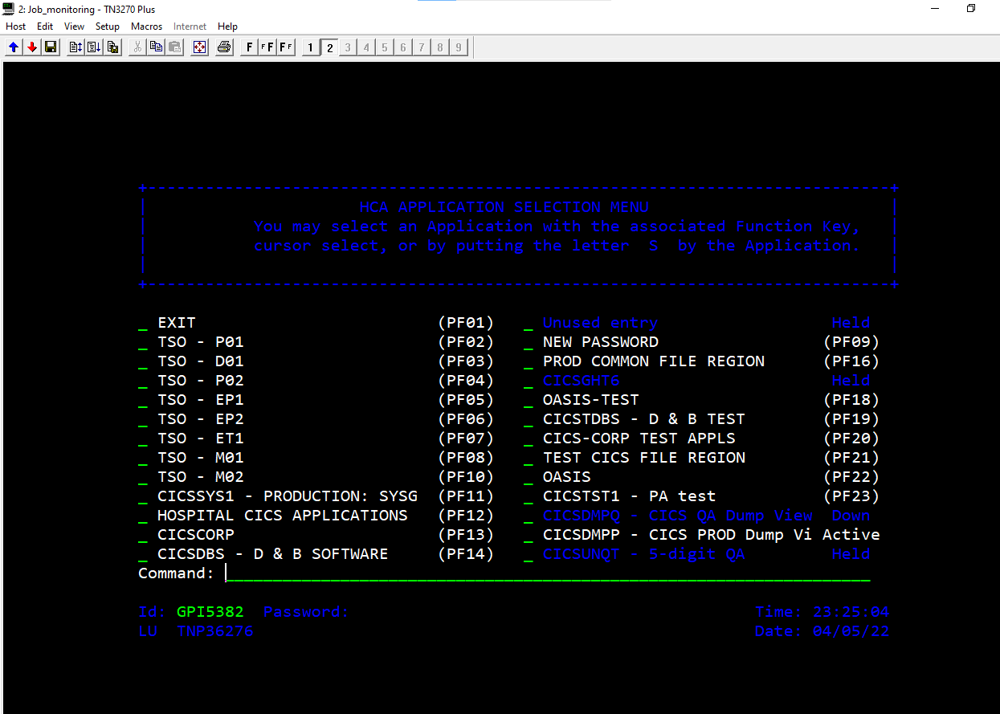 2: Job_monitoring - TN3270 Plus
Host Edit View Setup Macros Internet Help
F F F F F 1 2 3 4 5 6 7 8 9
+-----------------------------------------------------------------------------+
| HCA APPLICATION SELECTION MENU |
| You may select an Application with the associated Function Key, |
| cursor select, or by putting the letter S by the Application. |
| |
+-----------------------------------------------------------------------------+
_ EXIT (PF01) _ Unused entry Held
_ TSO - P01 (PF02) _ NEW PASSWORD (PF09)
_ TSO - D01 (PF03) _ PROD COMMON FILE REGION (PF16)
_ TSO - P02 (PF04) _ CICSGHT6 Held
_ TSO - EP1 (PF05) _ OASIS-TEST (PF18)
_ TSO - EP2 (PF06) _ CICSTDBS - D & B TEST (PF19)
_ TSO - ET1 (PF07) _ CICS-CORP TEST APPLS (PF20)
_ TSO - M01 (PF08) _ TEST CICS FILE REGION (PF21)
_ TSO - M02 (PF10) _ OASIS (PF22)
_ CICSSYS1 - PRODUCTION: SYSG (PF11) _ CICSTST1 - PA test (PF23)
_ HOSPITAL CICS APPLICATIONS (PF12) _ CICSDMPQ - CICS QA Dump View Down
_ CICSCORP (PF13) _ CICSDMPP - CICS PROD Dump Vi Active
_ CICSDBS - D & B SOFTWARE (PF14) _ CICSUNQT - 5-digit QA Held
Command: ___________________________________________________________________
Id: GPI5382 Password: Time: 23:25:04
LU TNP36276 Date: 04/05/22